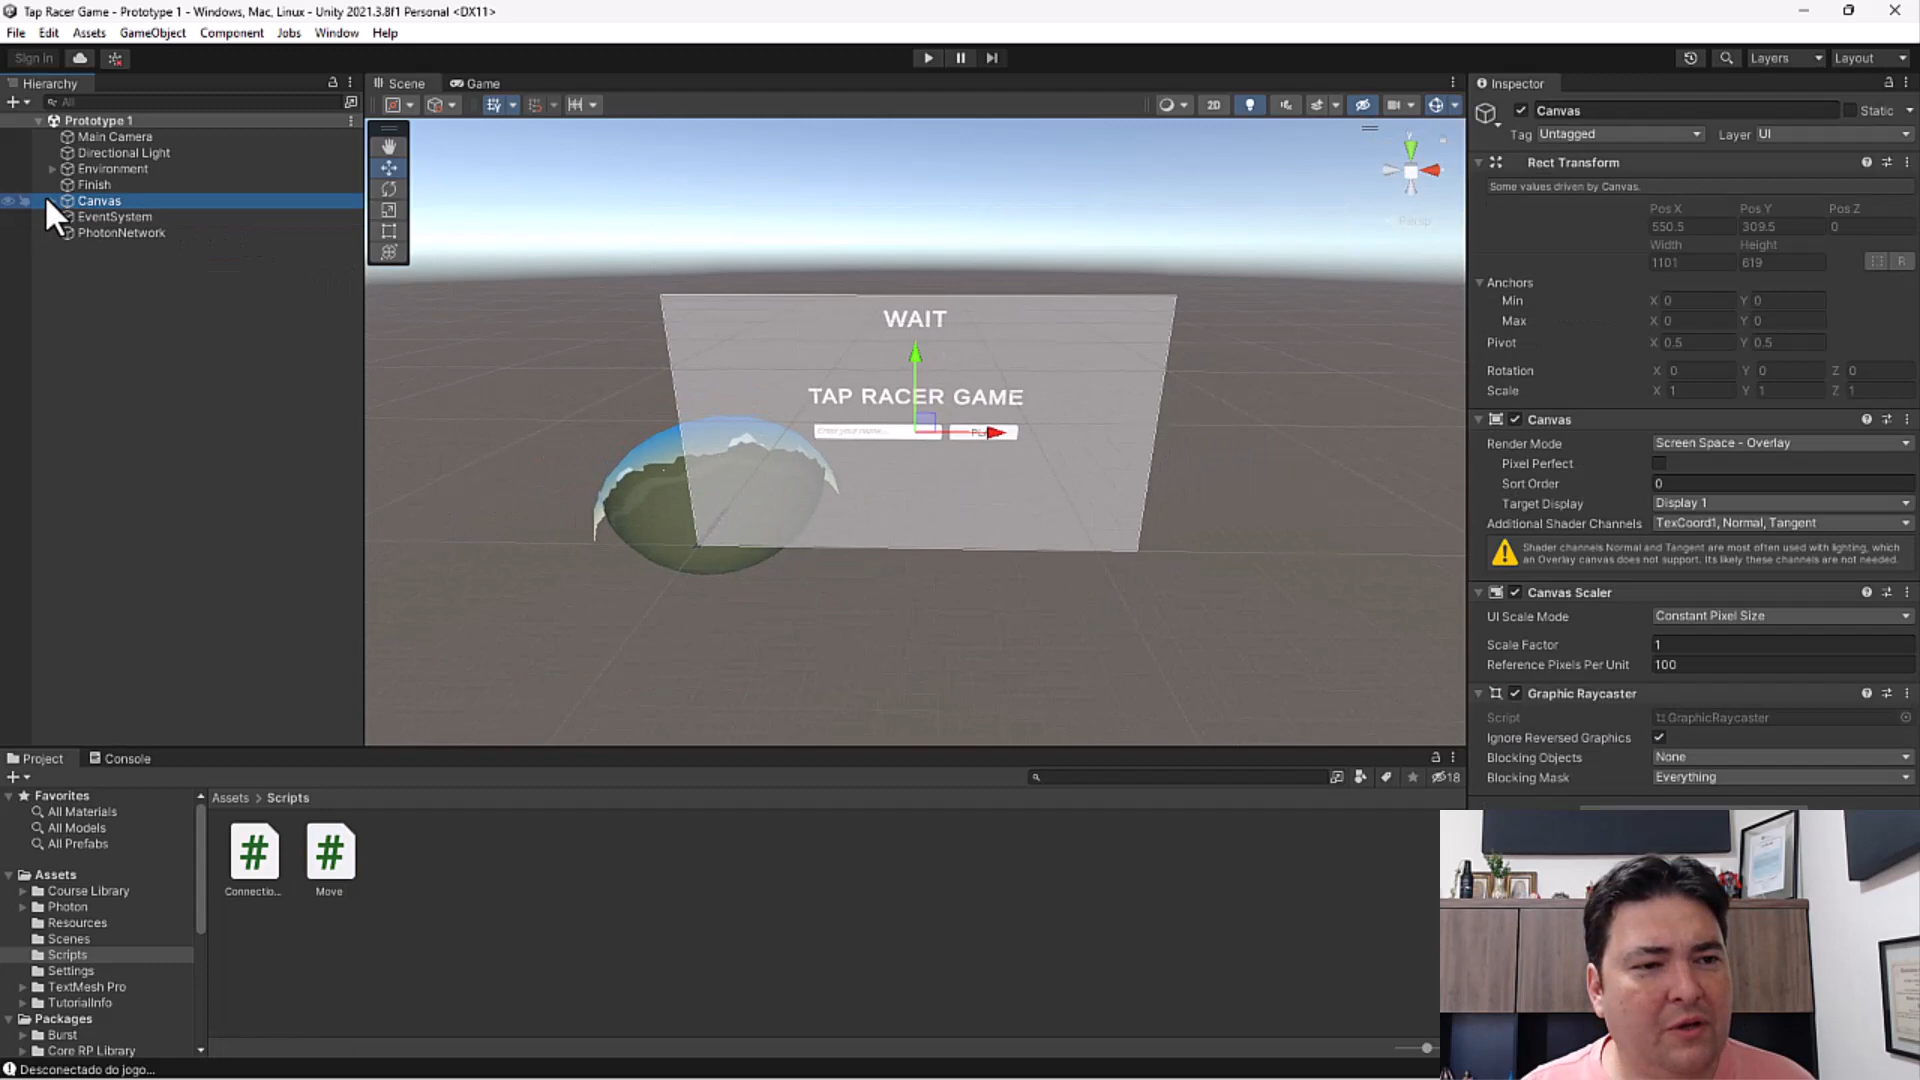 Tap Racer Game - Prototype 1 - Windows, Mac, Linux - Unity 2021.3.8f1 Personal <DX11>
File Edit Assets GameObject Component Jobs Window Help
Sign in
Layers
Layout
Hierarchy
All
Prototype 1
Main Camera
Directional Light
Environment
Finish
Canvas
EventSystem
PhotonNetwork
Scene Game
2D
y
Persp
WAIT
TAP RACER GAME
Enter your name...
Inspector
Canvas
Static
Tag Untagged Layer UI
Rect Transform
Some values driven by Canvas.
Pos X Pos Y Pos Z
550.5 309.5 0
Width Height
1101 619
R
Anchors
Min X 0 Y 0
Max X 0 Y 0
Pivot X 0.5 Y 0.5
Rotation X 0 Y 0 Z 0
Scale X 1 Y 1 Z 1
Canvas
Render Mode Screen Space - Overlay
Pixel Perfect
Sort Order 0
Target Display Display 1
Additional Shader Channels TexCoord1, Normal, Tangent
Shader channels Normal and Tangent are most often used with lighting, which
an Overlay canvas does not support. Its likely these channels are not needed.
Canvas Scaler
UI Scale Mode Constant Pixel Size
Scale Factor 1
Reference Pixels Per Unit 100
Graphic Raycaster
Script GraphicRaycaster
Ignore Reversed Graphics
Blocking Objects None
Blocking Mask Everything
Project Console
18
Favorites
All Materials
All Models
All Prefabs
Assets
Course Library
Photon
Resources
Scenes
Scripts
Settings
TextMesh Pro
TutorialInfo
Packages
Burst
Core RP Library
Assets > Scripts
# #
Connectio... Move
Desconectado do jogo...